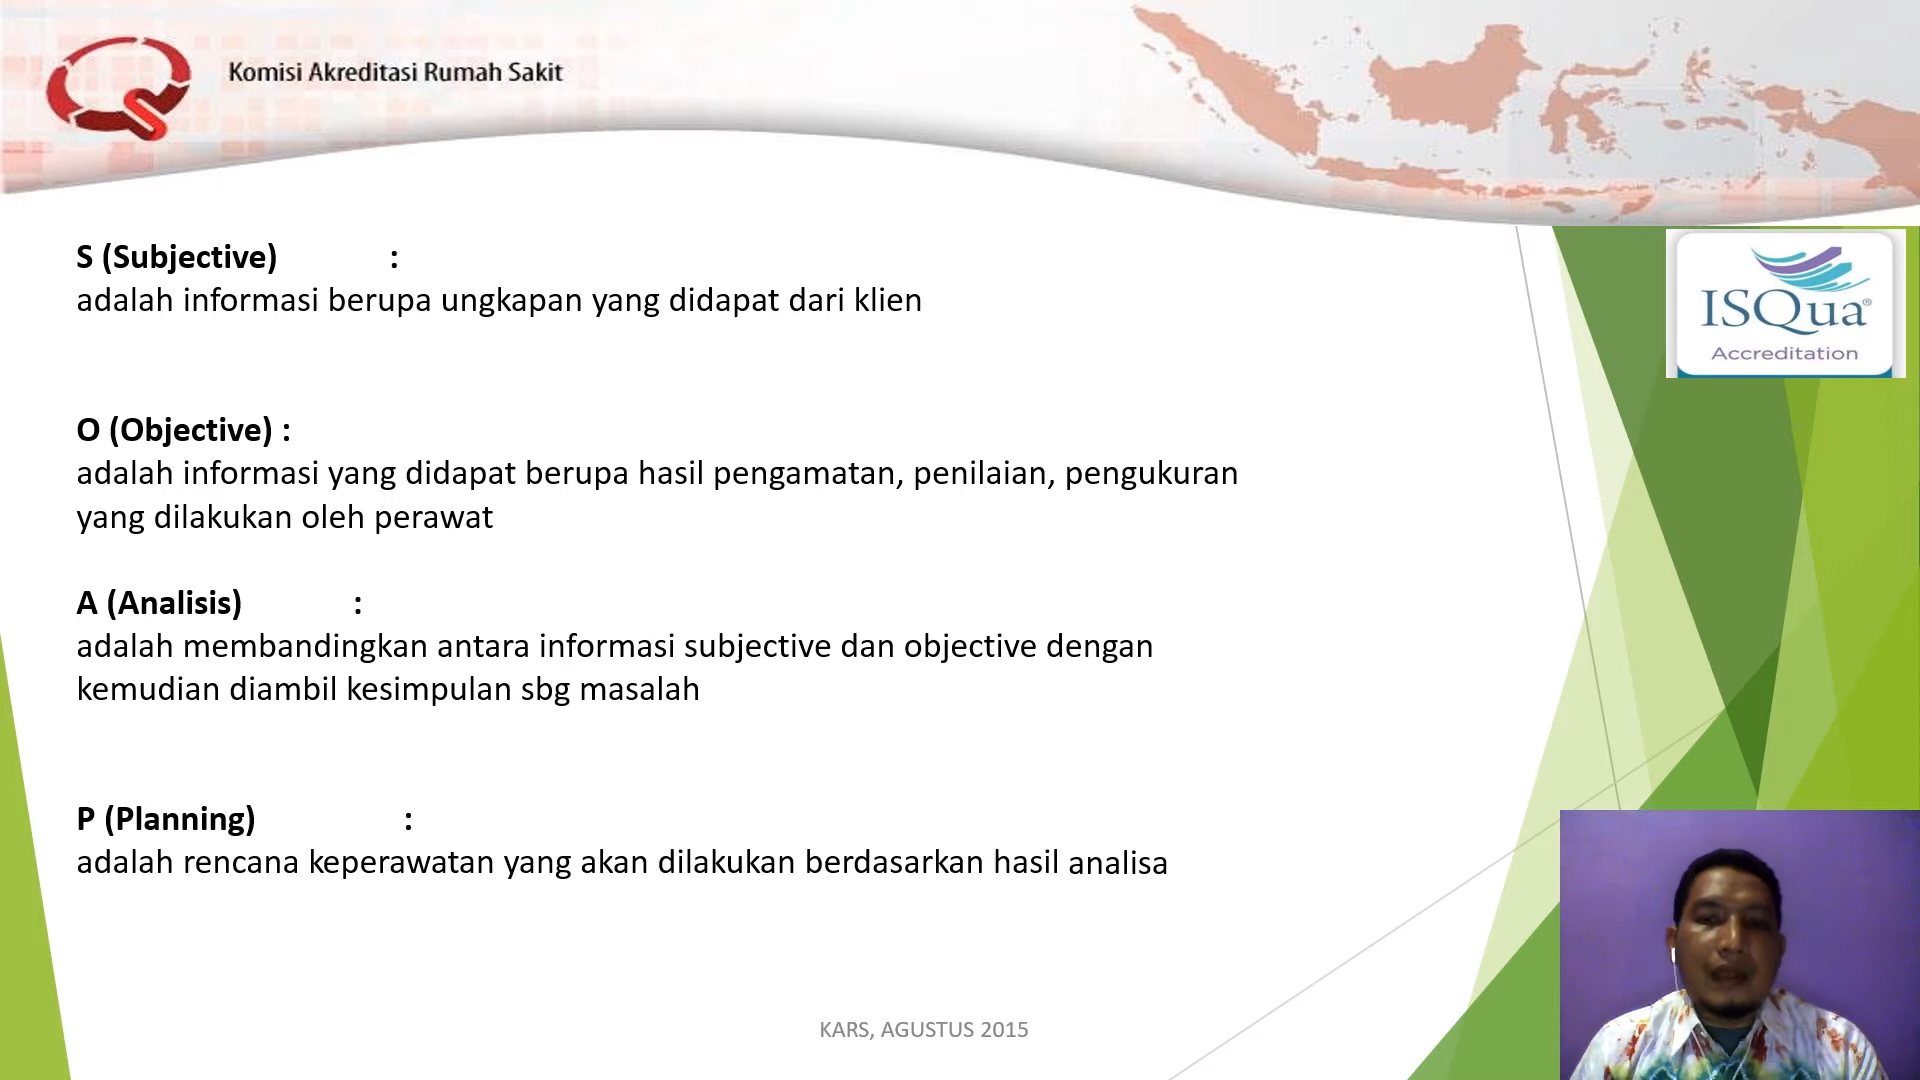 Komisi Akreditasi Rumah Sakit
S (Subjective) :
adalah informasi berupa ungkapan yang didapat dari klien
ISQua®
Accreditation
O (Objective) :
adalah informasi yang didapat berupa hasil pengamatan, penilaian, pengukuran
yang dilakukan oleh perawat
A (Analisis) :
adalah membandingkan antara informasi subjective dan objective dengan
kemudian diambil kesimpulan sbg masalah
P (Planning) :
adalah rencana keperawatan yang akan dilakukan berdasarkan hasil analisa
KARS, AGUSTUS 2015